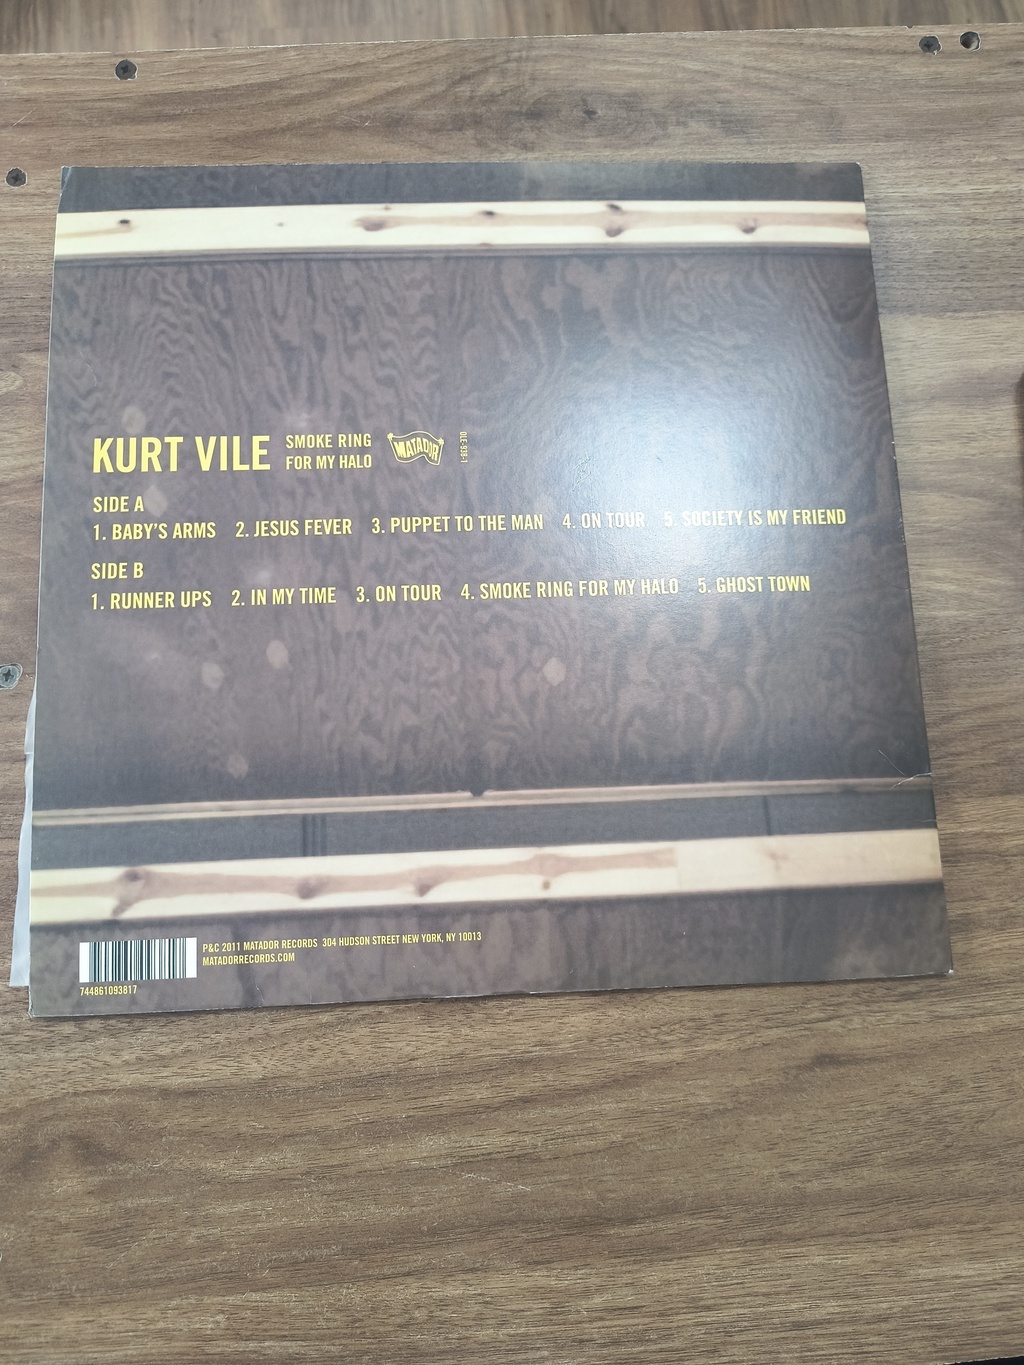 KURT VILE
SMOKE RING
FOR MY HALO
MATADOR
OLE-938-1
SIDE A
1. BABY'S ARMS 2. JESUS FEVER 3. PUPPET TO THE MAN 4. ON TOUR 5. SOCIETY IS MY FRIEND
SIDE B
1. RUNNER UPS 2. IN MY TIME 3. ON TOUR 4. SMOKE RING FOR MY HALO 5. GHOST TOWN
P&C 2011 MATADOR RECORDS 304 HUDSON STREET NEW YORK, NY 10013
MATADORRECORDS.COM
744861093817